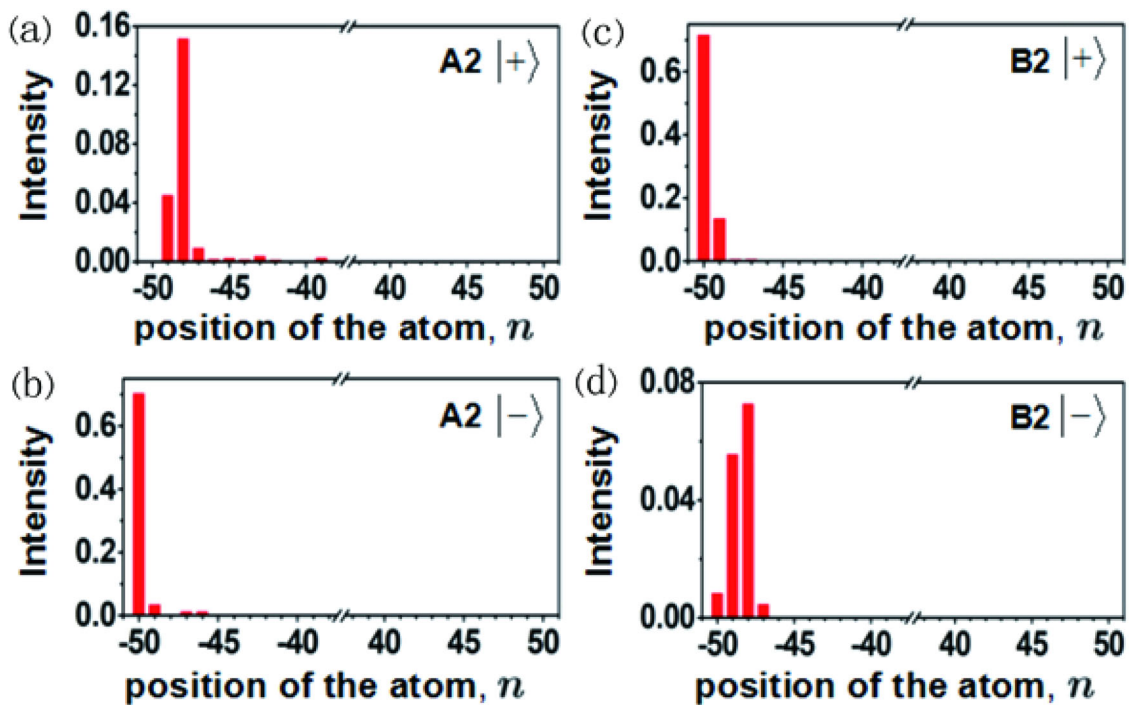 (a)
0.16
0.12
0.08
0.04
0.00
Intensity
A2 |+⟩
-50 -45 -40 40 45 50
position of the atom, n
(c)
0.6
0.4
0.2
0.0
Intensity
B2 |+⟩
-50 -45 -40 40 45 50
position of the atom, n
(b)
0.6
0.4
0.2
0.0
Intensity
A2 |−⟩
-50 -45 -40 40 45 50
position of the atom, n
(d)
0.08
0.04
0.00
Intensity
B2 |−⟩
-50 -45 -40 40 45 50
position of the atom, n